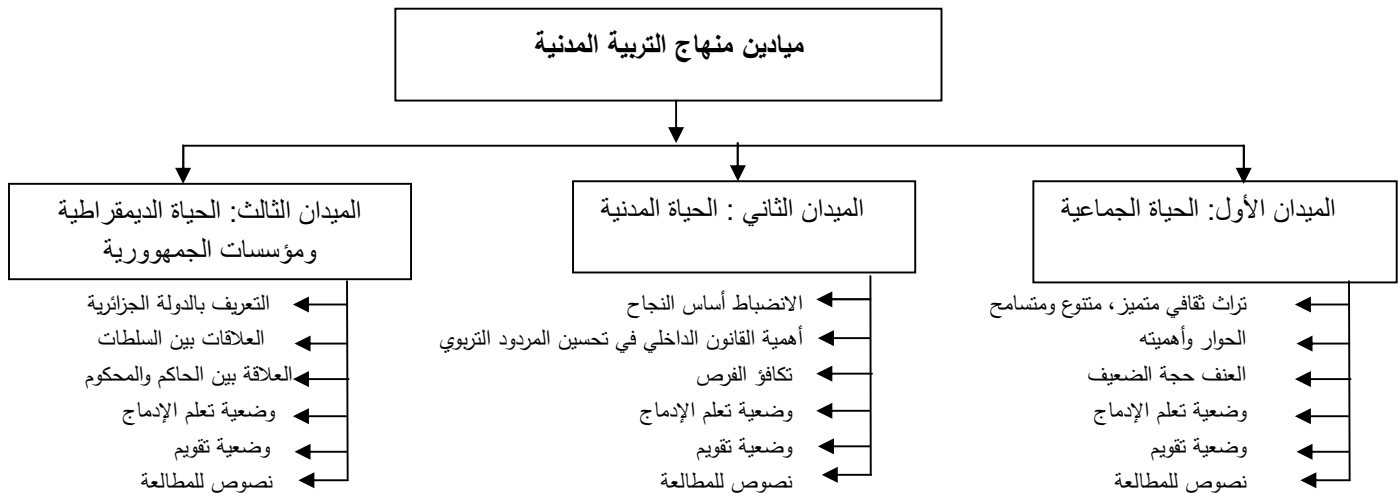 ميادين منهاج التربية المدنية
الميدان الأول: الحياة الجماعية
تراث ثقافي متميز، متنوع ومتسامح
الحوار وأهميته
العنف حجة الضعيف
وضعية تعلم الإدماج
وضعية تقويم
نصوص للمطالعة
الميدان الثاني : الحياة المدنية
الانضباط أساس النجاح
أهمية القانون الداخلي في تحسين المردود التربوي
تكافؤ الفرص
وضعية تعلم الإدماج
وضعية تقويم
نصوص للمطالعة
الميدان الثالث: الحياة الديمقراطية
ومؤسسات الجمهوورية
التعريف بالدولة الجزائرية
العلاقات بين السلطات
العلاقة بين الحاكم والمحكوم
وضعية تعلم الإدماج
وضعية تقويم
نصوص للمطالعة